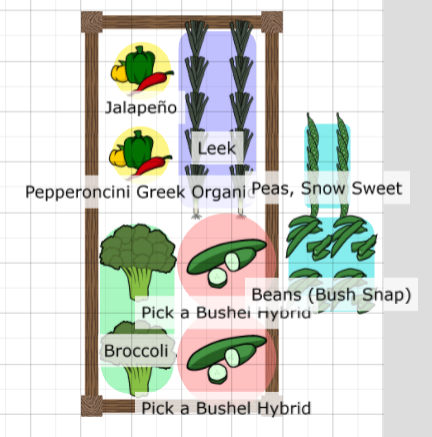 Jalapeño
Leek
Pepperoncini Greek Organi
Peas, Snow Sweet
Beans (Bush Snap)
Pick a Bushel Hybrid
Broccoli
Pick a Bushel Hybrid